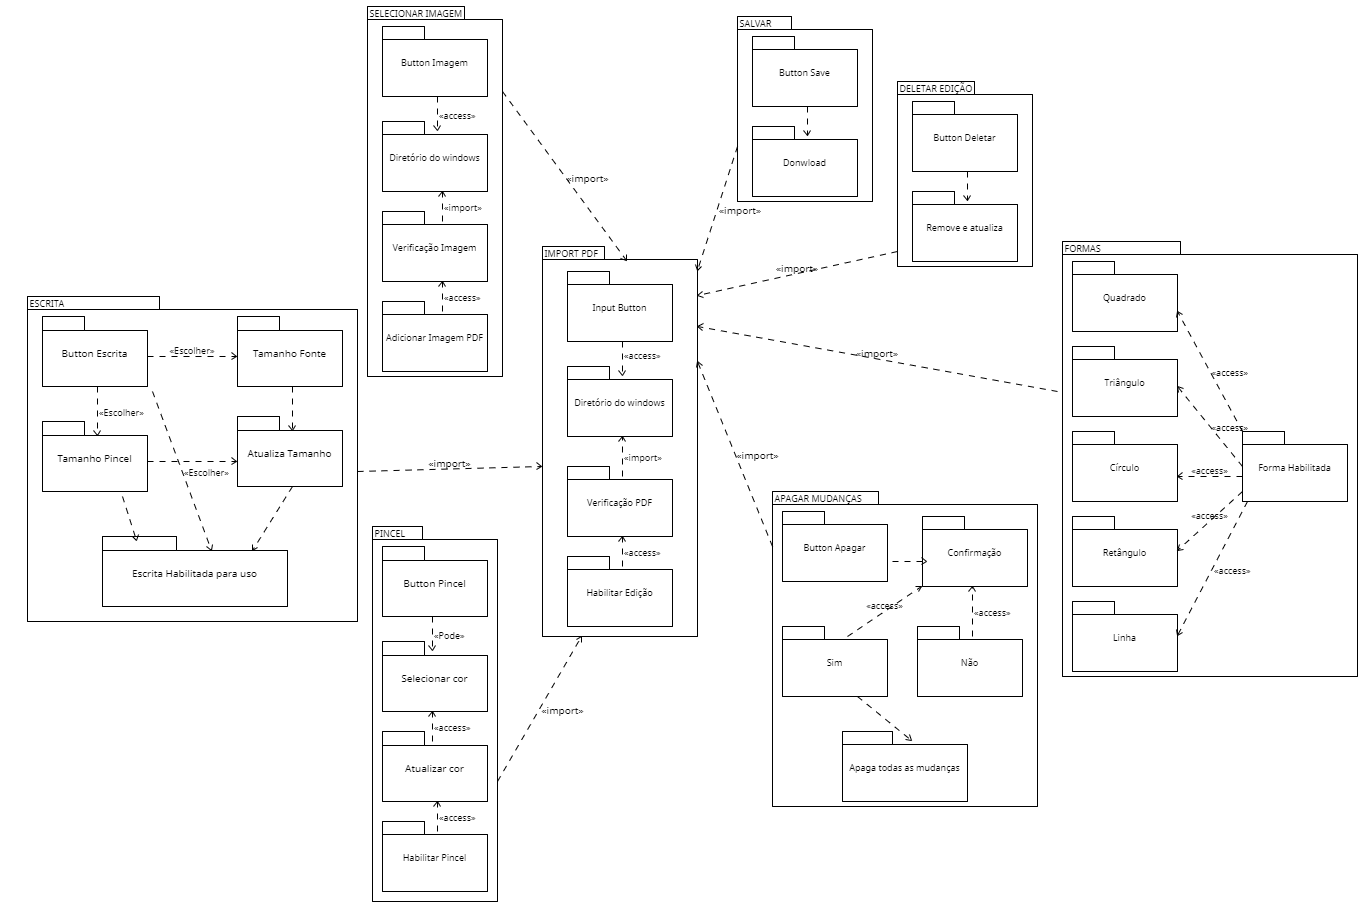 SELECIONAR IMAGEM
Button Imagem
«access»
Diretório do windows
«import»
Verificação Imagem
«access»
Adicionar Imagem PDF
«import»
SALVAR
Button Save
Donwload
«import»
DELETAR EDIÇÃO
Button Deletar
Remove e atualiza
«import»
FORMAS
Quadrado
Triângulo
Círculo
Retângulo
Linha
Forma Habilitada
«access»
«access»
«access»
«access»
«access»
«import»
IMPORT PDF
Input Button
«access»
Diretório do windows
«import»
Verificação PDF
«access»
Habilitar Edição
ESCRITA
Button Escrita
«Escolher»
Tamanho Fonte
«Escolher»
Tamanho Pincel
«Escolher»
Atualiza Tamanho
Escrita Habilitada para uso
«import»
PINCEL
Button Pincel
«Pode»
Selecionar cor
«access»
Atualizar cor
«access»
Habilitar Pincel
«import»
APAGAR MUDANÇAS
Button Apagar
Confirmação
«access»
«access»
Sim
Não
Apaga todas as mudanças
«import»